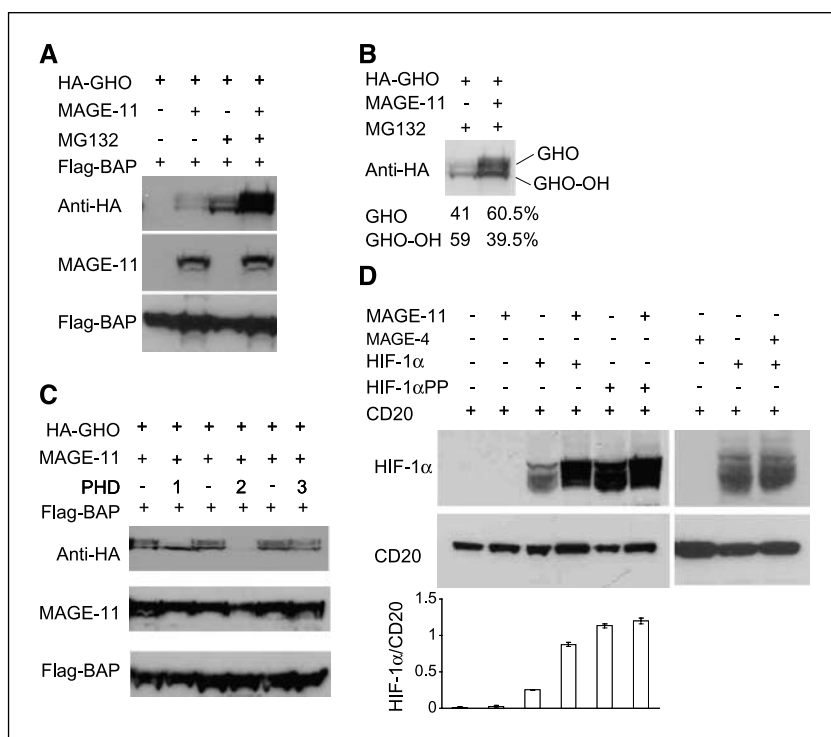 A
HA-GHO + + + +
MAGE-11 - + - +
MG132 - - + +
Flag-BAP + + + +
Anti-HA
MAGE-11
Flag-BAP
B
HA-GHO + +
MAGE-11 - +
MG132 + +
Anti-HA
GHO
GHO-OH
GHO 41 60.5%
GHO-OH 59 39.5%
C
HA-GHO + + + + + +
MAGE-11 + + + + + +
PHD - 1 - 2 - 3
Flag-BAP + + + + + +
Anti-HA
MAGE-11
Flag-BAP
D
MAGE-11 - + - + - + - - -
MAGE-4 - - - - - - + - +
HIF-1α - - + + - - - + +
HIF-1αPP - - - - + + - - -
CD20 + + + + + + + + +
HIF-1α
CD20
HIF-1α/CD20
1.5
1
0.5
0